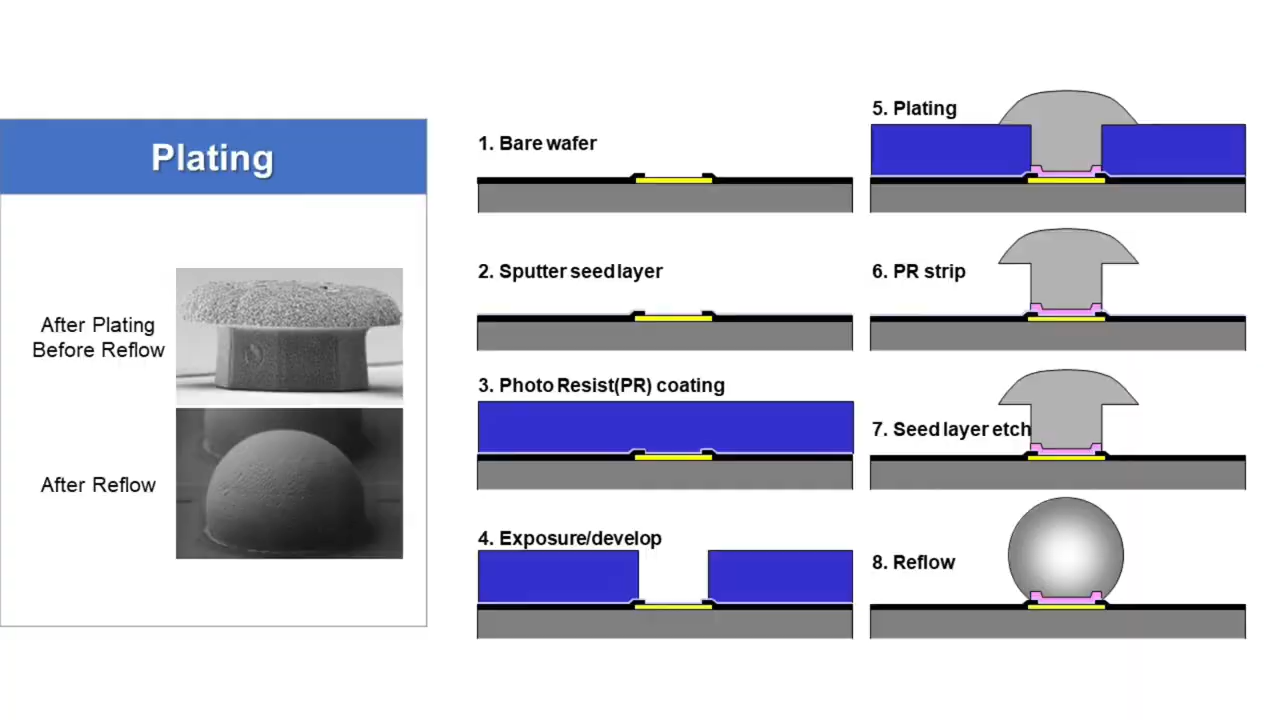 Plating
After Plating
Before Reflow
After Reflow
1. Bare wafer
2. Sputter seed layer
3. Photo Resist(PR) coating
4. Exposure/develop
5. Plating
6. PR strip
7. Seed layer etch
8. Reflow